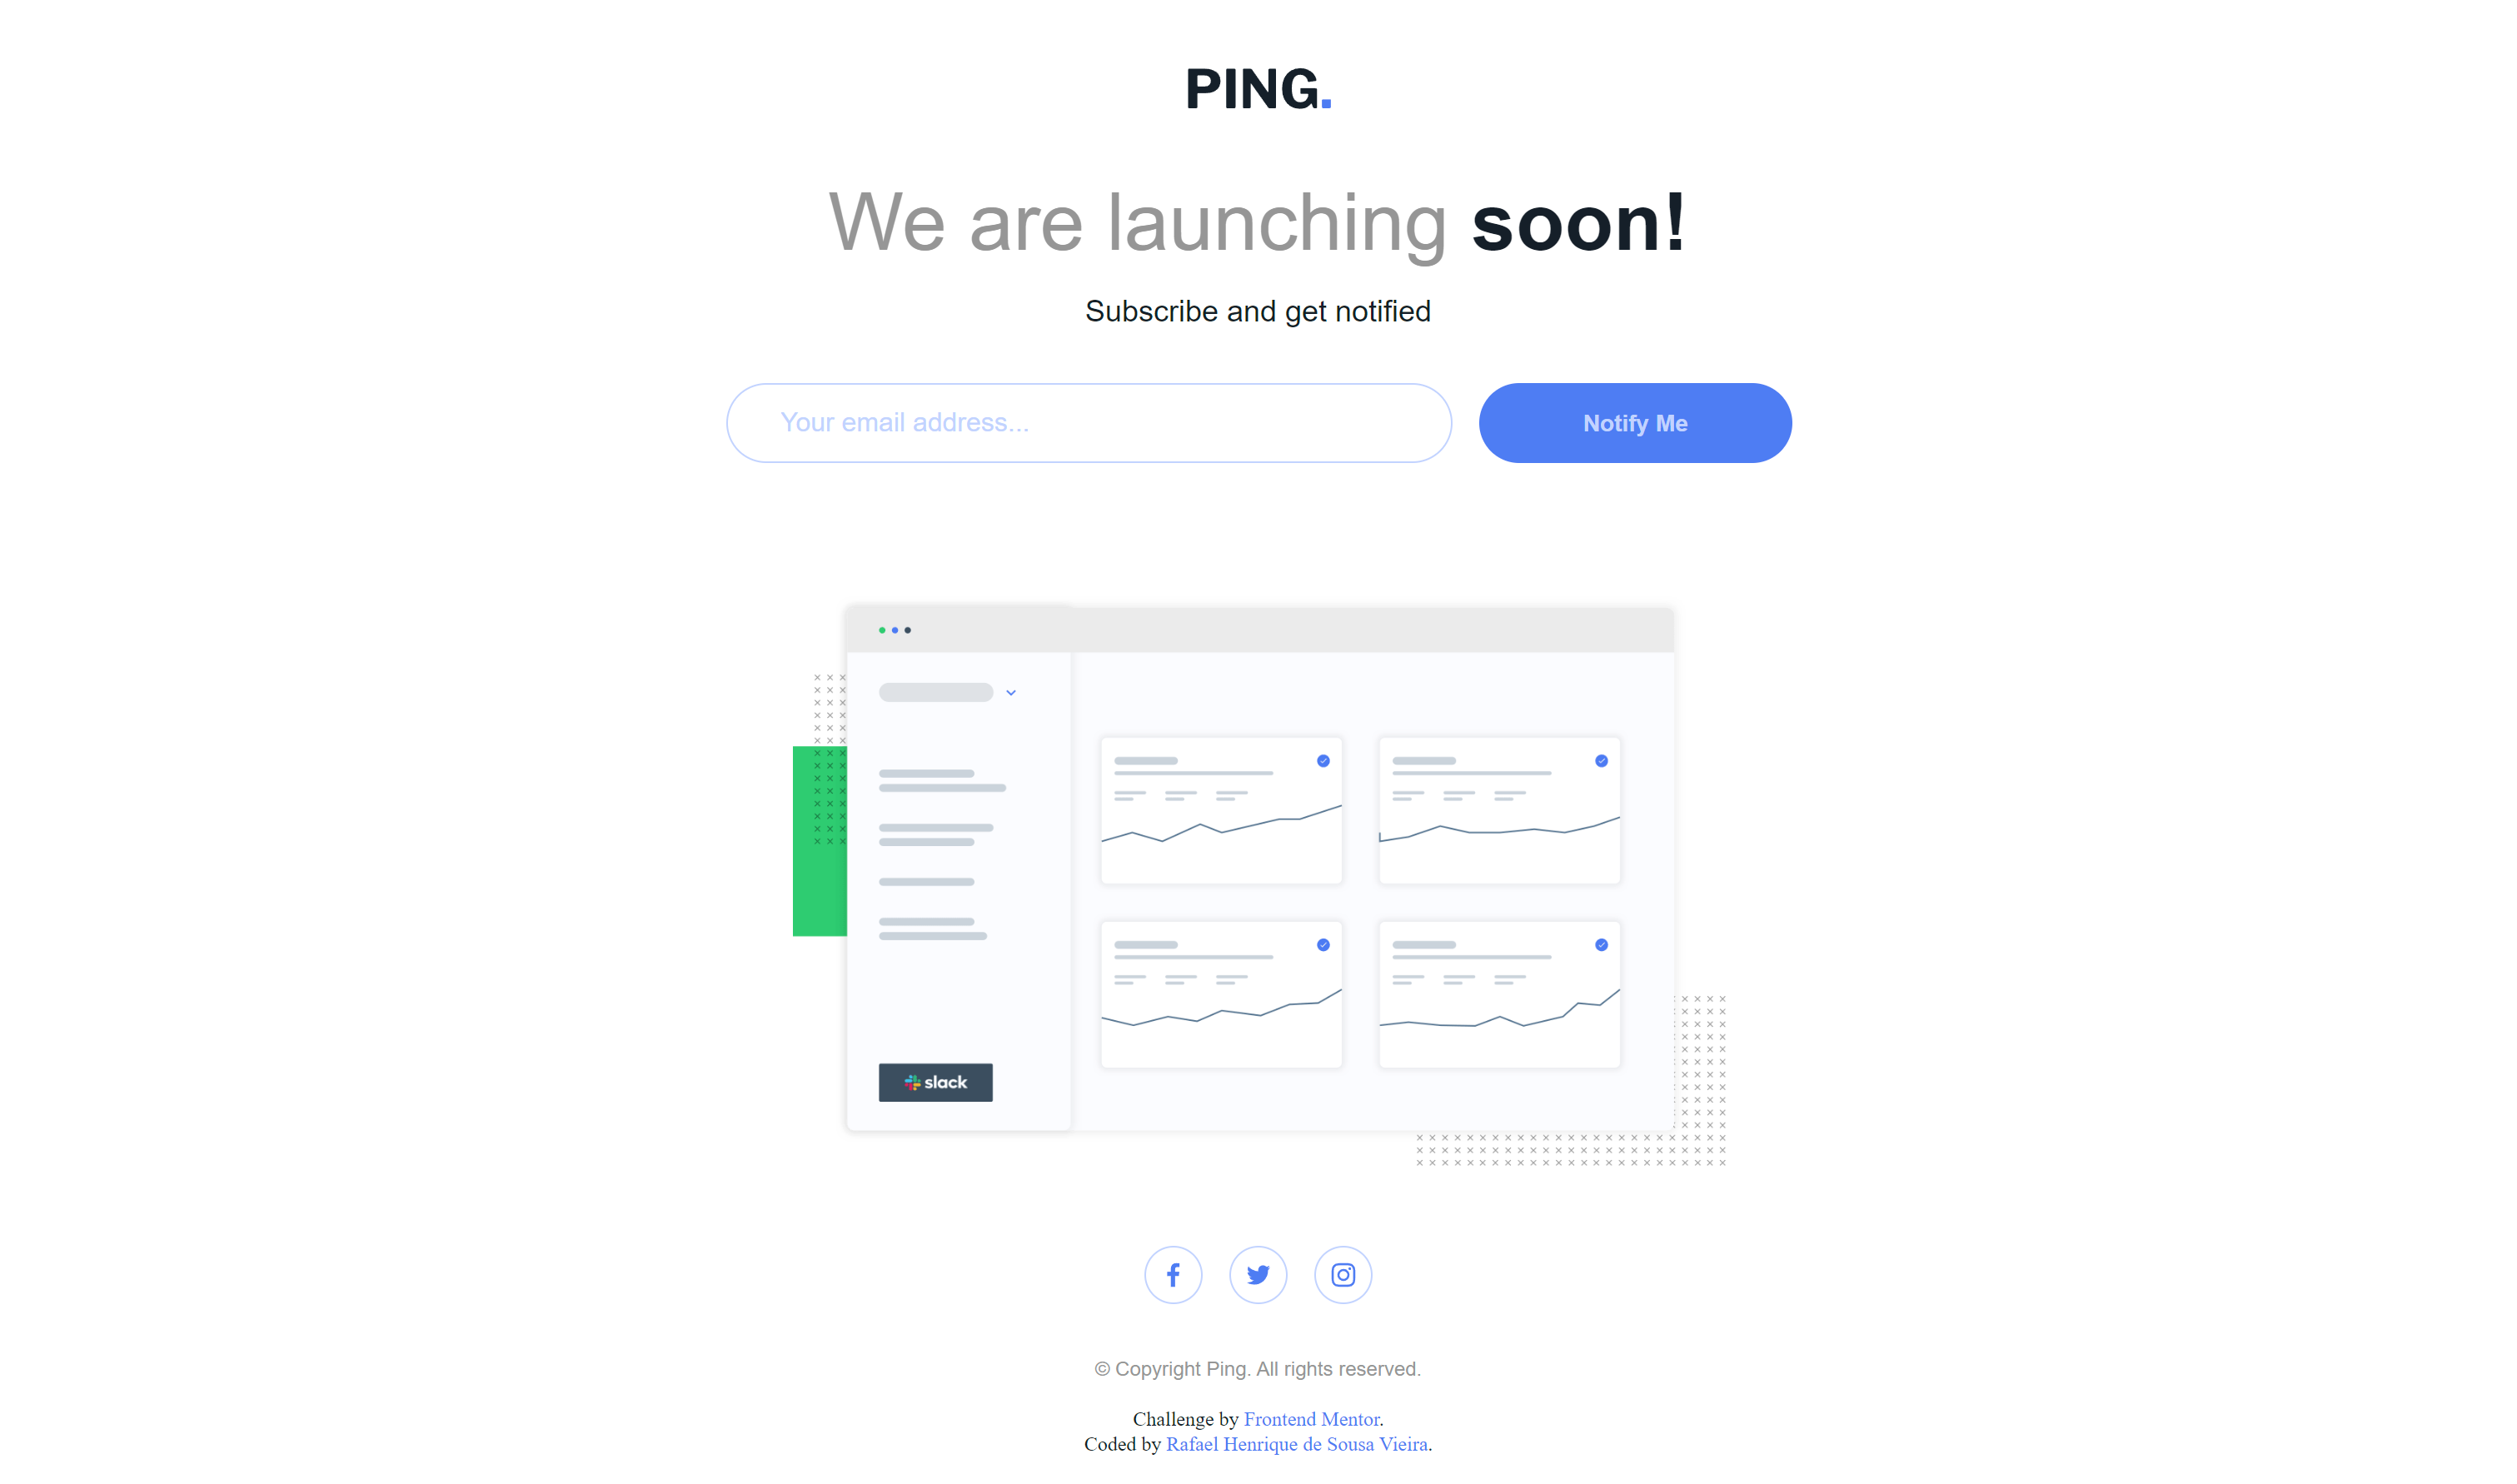 PING.
We are launching soon!
Subscribe and get notified
Your email address...
Notify Me
slack
© Copyright Ping. All rights reserved.
Challenge by Frontend Mentor.
Coded by Rafael Henrique de Sousa Vieira.